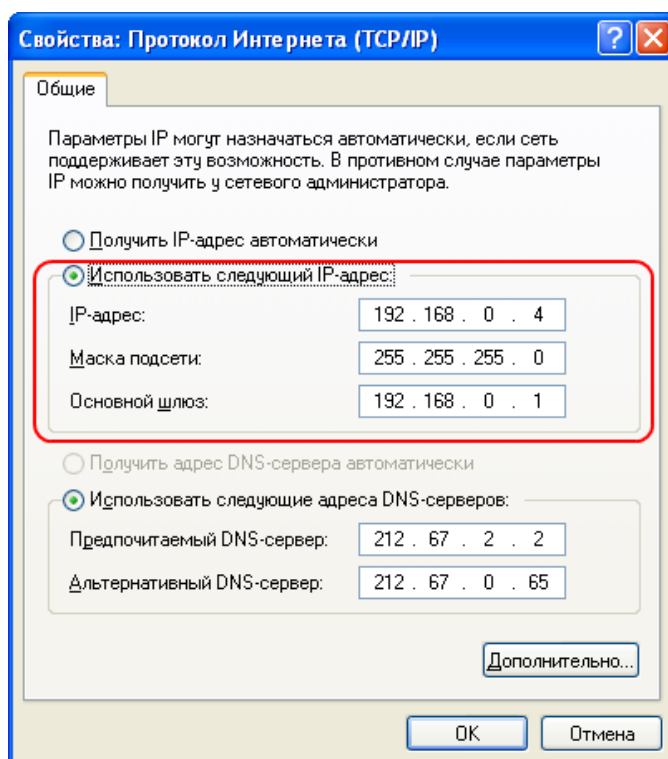 Свойства: Протокол Интернета (TCP/IP)
Общие
Параметры IP могут назначаться автоматически, если сеть
поддерживает эту возможность. В противном случае параметры
IP можно получить у сетевого администратора.
Получить IP-адрес автоматически
Использовать следующий IP-адрес:
IP-адрес: 192 . 168 . 0 . 4
Маска подсети: 255 . 255 . 255 . 0
Основной шлюз: 192 . 168 . 0 . 1
Получить адрес DNS-сервера автоматически
Использовать следующие адреса DNS-серверов:
Предпочитаемый DNS-сервер: 212 . 67 . 2 . 2
Альтернативный DNS-сервер: 212 . 67 . 0 . 65
Дополнительно...
OK Отмена